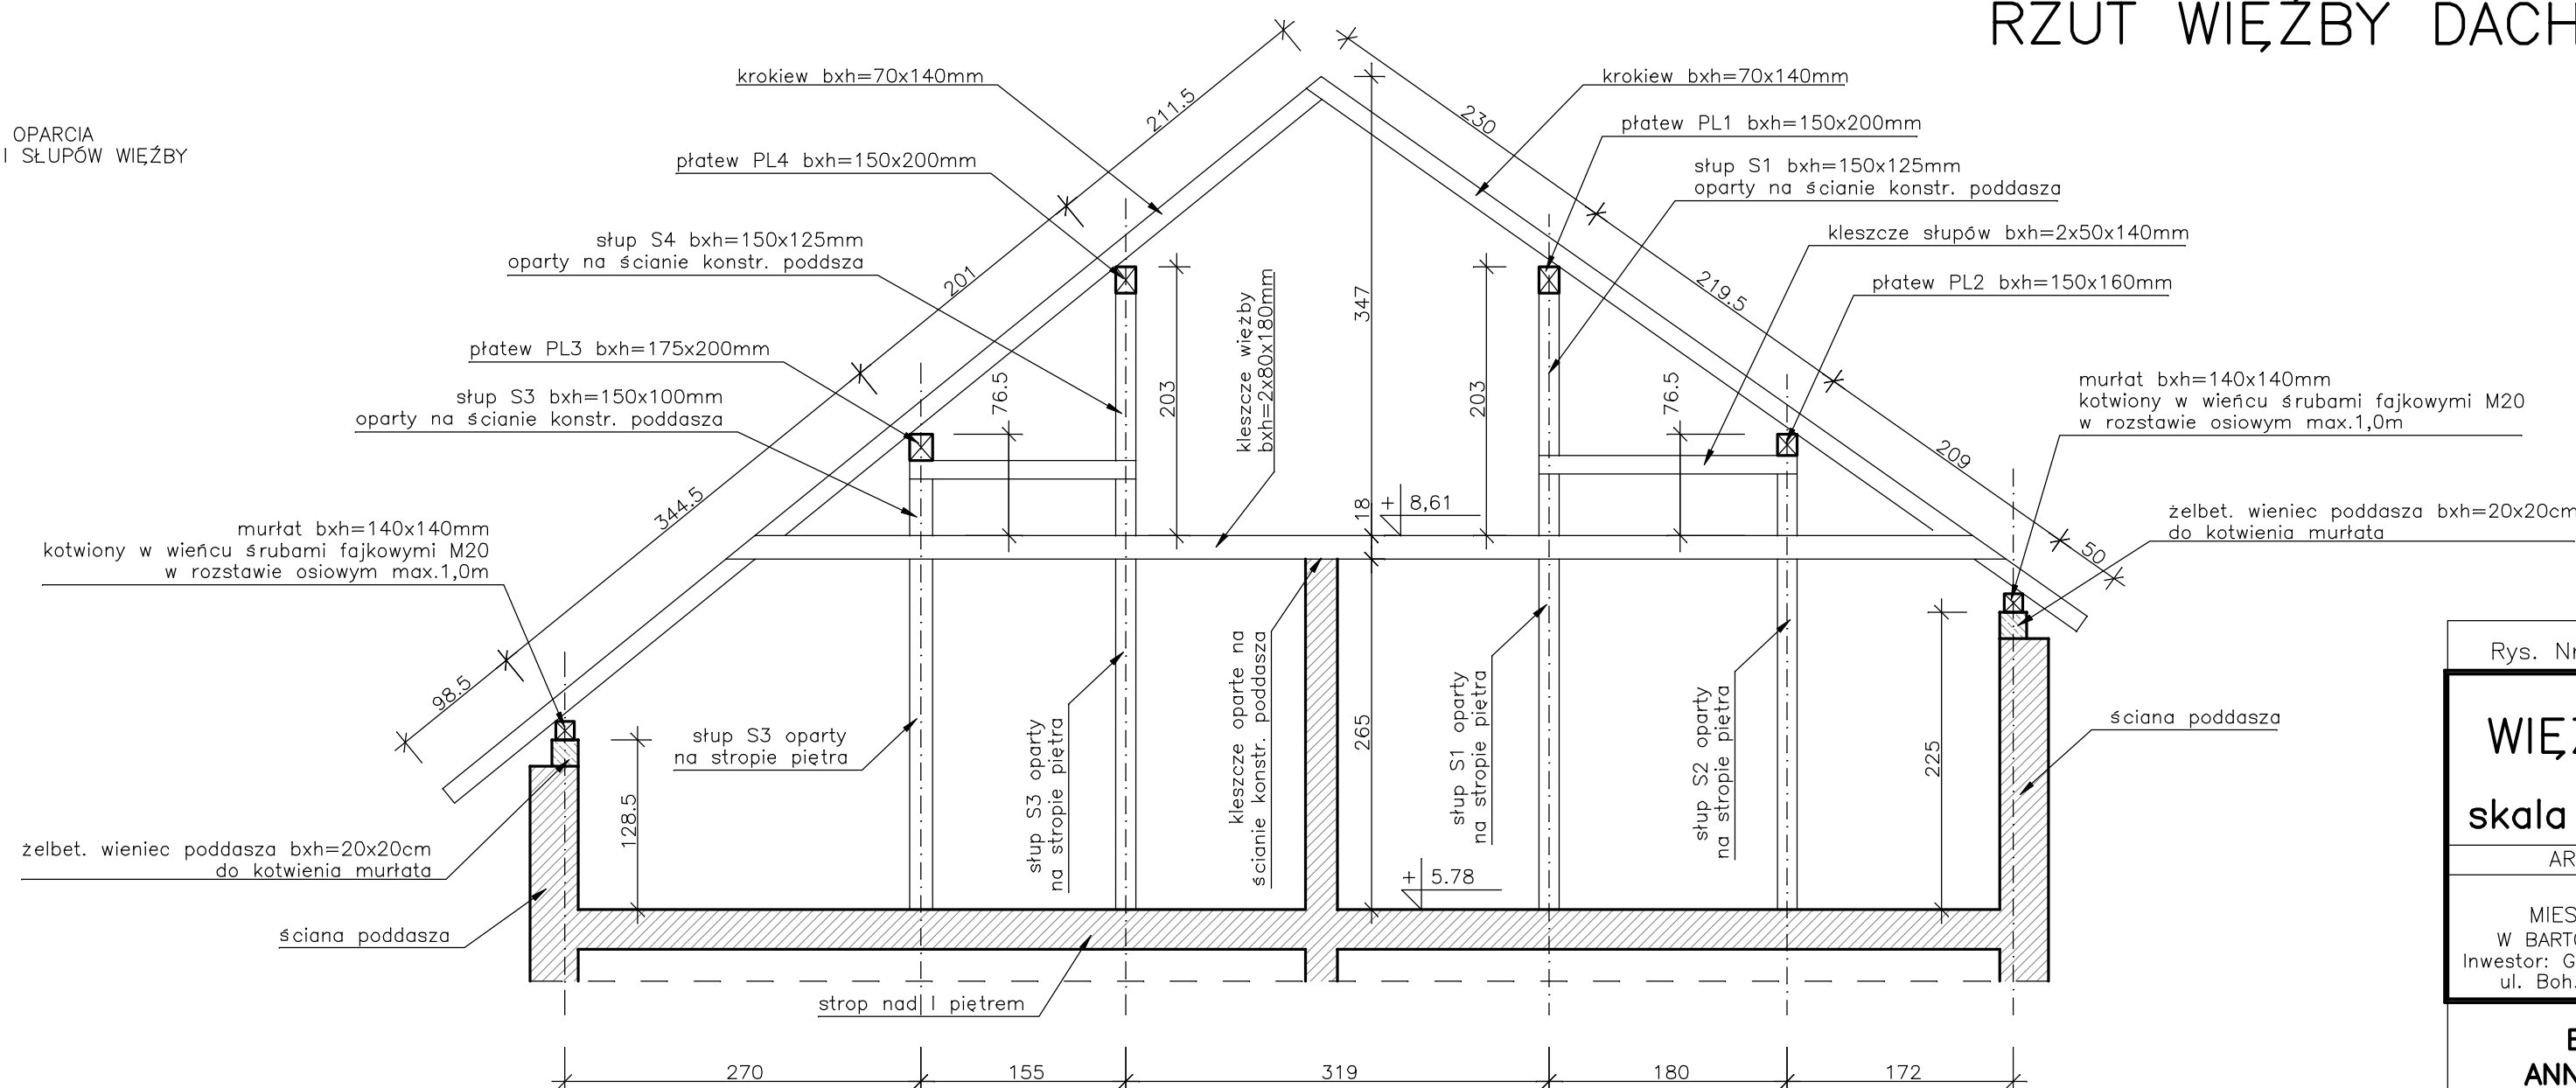 RZUT WIĘŹBY DACH
OPARCIA
I SŁUPÓW WIĘŹBY
krokiew bxh=70x140mm
płatew PL4 bxh=150x200mm
słup S4 bxh=150x125mm
oparty na ścianie konstr. poddsza
płatew PL3 bxh=175x200mm
słup S3 bxh=150x100mm
oparty na ścianie konstr. poddasza
murłat bxh=140x140mm
kotwiony w wieńcu śrubami fajkowymi M20
w rozstawie osiowym max.1,0m
żelbet. wieniec poddasza bxh=20x20cm
do kotwienia murłata
ściana poddasza
211.5
201
344.5
98.5
krokiew bxh=70x140mm
płatew PL1 bxh=150x200mm
słup S1 bxh=150x125mm
oparty na ścianie konstr. poddasza
kleszcze słupów bxh=2x50x140mm
płatew PL2 bxh=150x160mm
murłat bxh=140x140mm
kotwiony w wieńcu śrubami fajkowymi M20
w rozstawie osiowym max.1,0m
żelbet. wieniec poddasza bxh=20x20cm
do kotwienia murłata
ściana poddasza
230
219.5
209
50
76.5
203
kleszcze więżby
bxh=2x80x180mm
347
18
203
76.5
+ 8,61
128.5
słup S3 oparty
na stropie piętra
słup S3 oparty
na stropie piętra
kleszcze oparte na
ścianie konstr. poddasza
265
+ 5.78
słup S1 oparty
na stropie piętra
słup S2 oparty
na stropie piętra
225
strop nad I piętrem
270
155
319
180
172
Rys. Nr
WIĘŹ
skala
AR
MIES
W BARTO
Inwestor: G
ul. Boh.
B
ANN